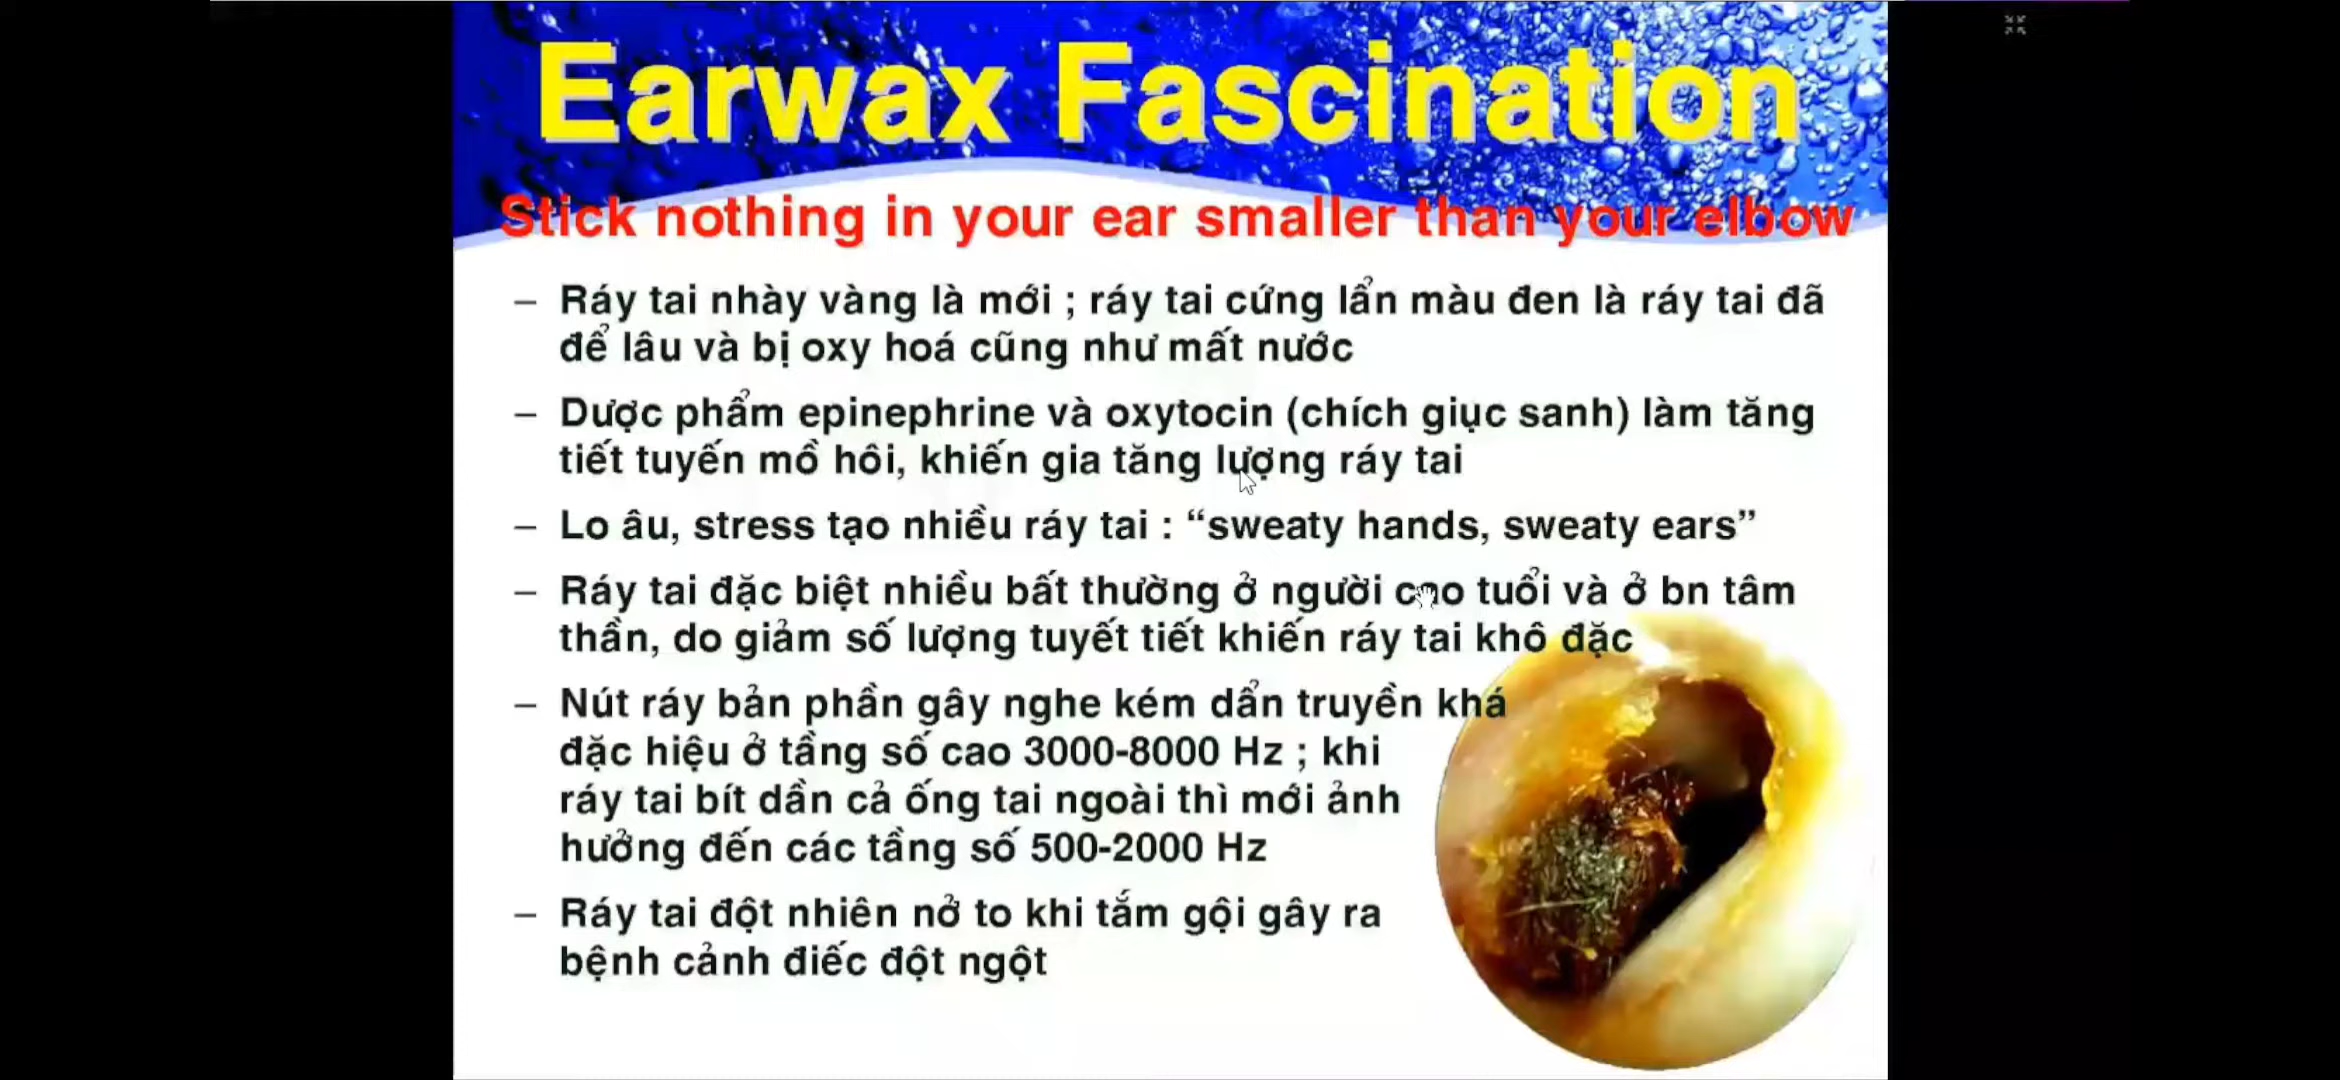 Earwax Fascination
Stick nothing in your ear smaller than your elbow
– Ráy tai nhày vàng là mới ; ráy tai cứng lẩn màu đen là ráy tai đã
để lâu và bị oxy hoá cũng như mất nước
– Dược phẩm epinephrine và oxytocin (chích giục sanh) làm tăng
tiết tuyến mồ hôi, khiến gia tăng lượng ráy tai
– Lo âu, stress tạo nhiều ráy tai : “sweaty hands, sweaty ears”
– Ráy tai đặc biệt nhiều bất thường ở người cao tuổi và ở bn tâm
thần, do giảm số lượng tuyết tiết khiến ráy tai khô đặc
– Nút ráy bản phần gây nghe kém dẩn truyền khá
đặc hiệu ở tầng số cao 3000-8000 Hz ; khi
ráy tai bít dần cả ống tai ngoài thì mới ảnh
hưởng đến các tầng số 500-2000 Hz
– Ráy tai đột nhiên nở to khi tắm gội gây ra
bệnh cảnh điếc đột ngột